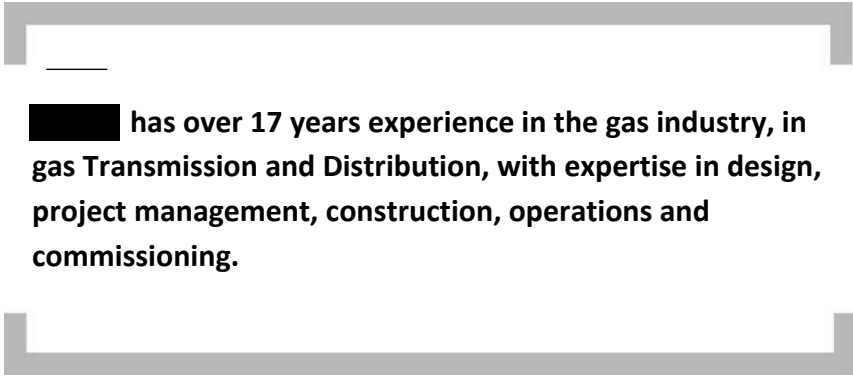 has over 17 years experience in the gas industry, in
gas Transmission and Distribution, with expertise in design,
project management, construction, operations and
commissioning.